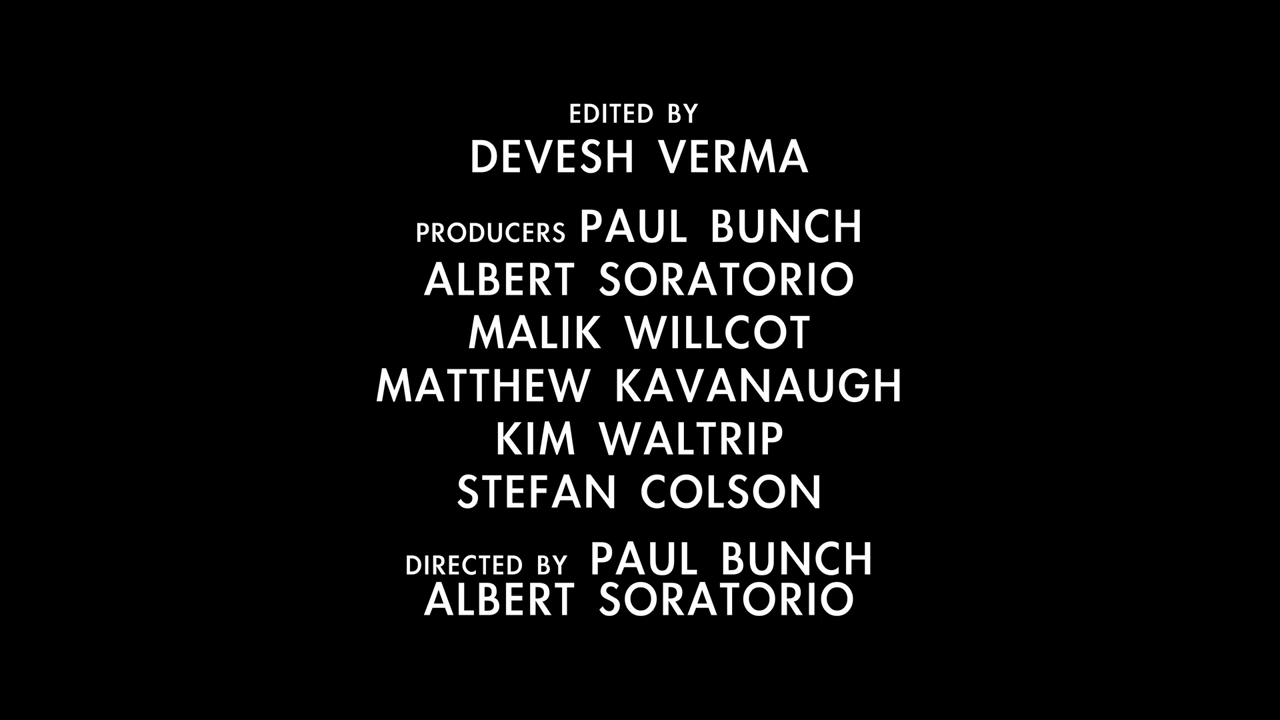 EDITED BY
DEVESH VERMA
PRODUCERS PAUL BUNCH
ALBERT SORATORIO
MALIK WILLCOT
MATTHEW KAVANAUGH
KIM WALTRIP
STEFAN COLSON
DIRECTED BY PAUL BUNCH
ALBERT SORATORIO